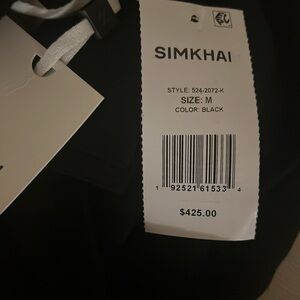 SIMKHAI
STYLE: 524-2072-K
SIZE: M
COLOR: BLACK
1 92521 61533 4
$425.00